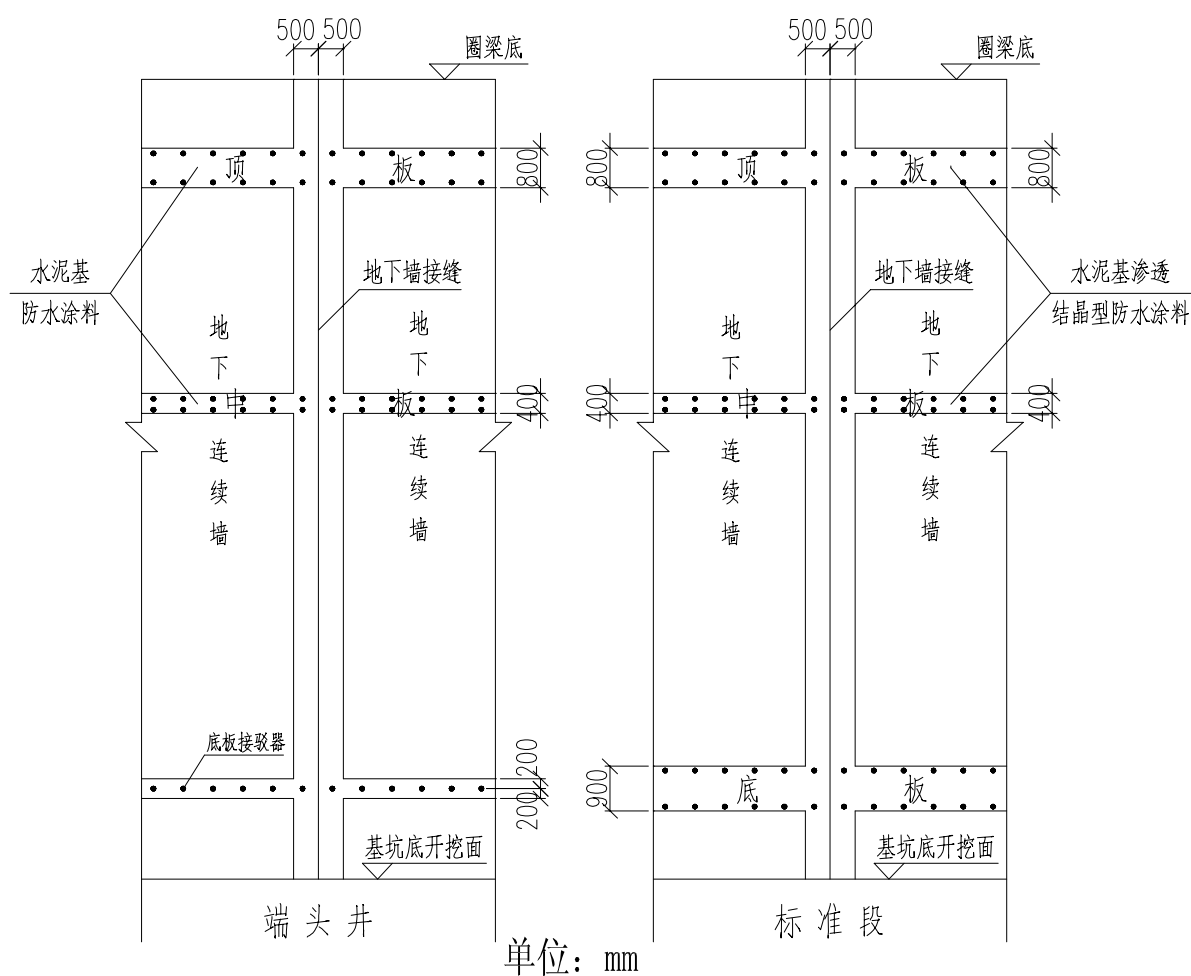 500 500
圈梁底
500 500
圈梁底
顶 板
800
800
顶 板
800
水泥基
防水涂料
地下墙接缝
地下墙接缝
水泥基渗透
结晶型防水涂料
地下连续墙
地下连续墙
地下连续墙
地下连续墙
中 板
400
400
中 板
400
底板接驳器
200
200
900
底 板
基坑底开挖面
基坑底开挖面
端头井
标准段
单位：mm